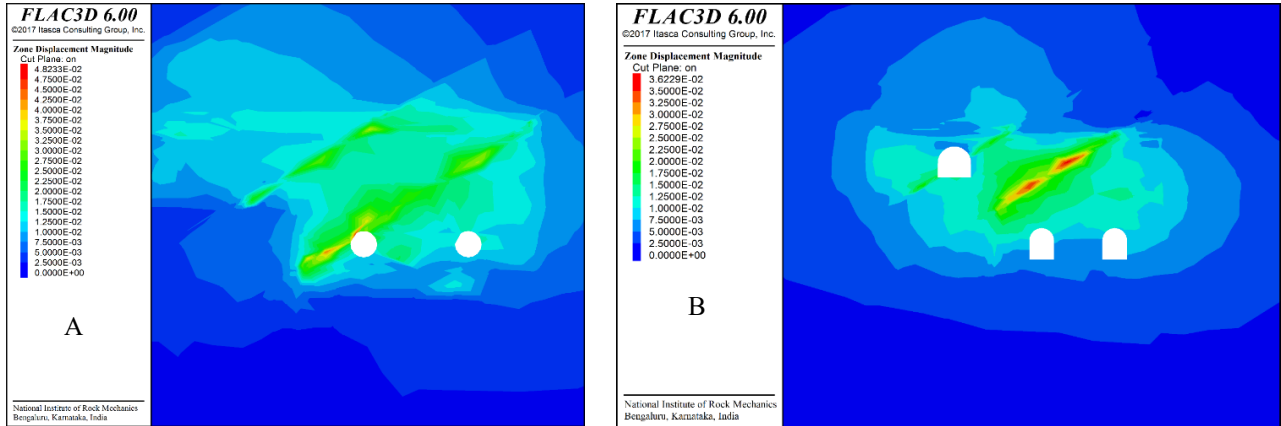 FLAC3D 6.00
©2017 Itasca Consulting Group, Inc.
Zone Displacement Magnitude
Cut Plane: on
4.8233E-02
4.7500E-02
4.5000E-02
4.2500E-02
4.0000E-02
3.7500E-02
3.5000E-02
3.2500E-02
3.0000E-02
2.7500E-02
2.5000E-02
2.2500E-02
2.0000E-02
1.7500E-02
1.5000E-02
1.2500E-02
1.0000E-02
7.5000E-03
5.0000E-03
2.5000E-03
0.0000E+00
A
National Institute of Rock Mechanics
Bengaluru, Karnataka, India
FLAC3D 6.00
©2017 Itasca Consulting Group, Inc.
Zone Displacement Magnitude
Cut Plane: on
3.6229E-02
3.5000E-02
3.2500E-02
3.0000E-02
2.7500E-02
2.5000E-02
2.2500E-02
2.0000E-02
1.7500E-02
1.5000E-02
1.2500E-02
1.0000E-02
7.5000E-03
5.0000E-03
2.5000E-03
0.0000E+00
B
National Institute of Rock Mechanics
Bengaluru, Karnataka, India